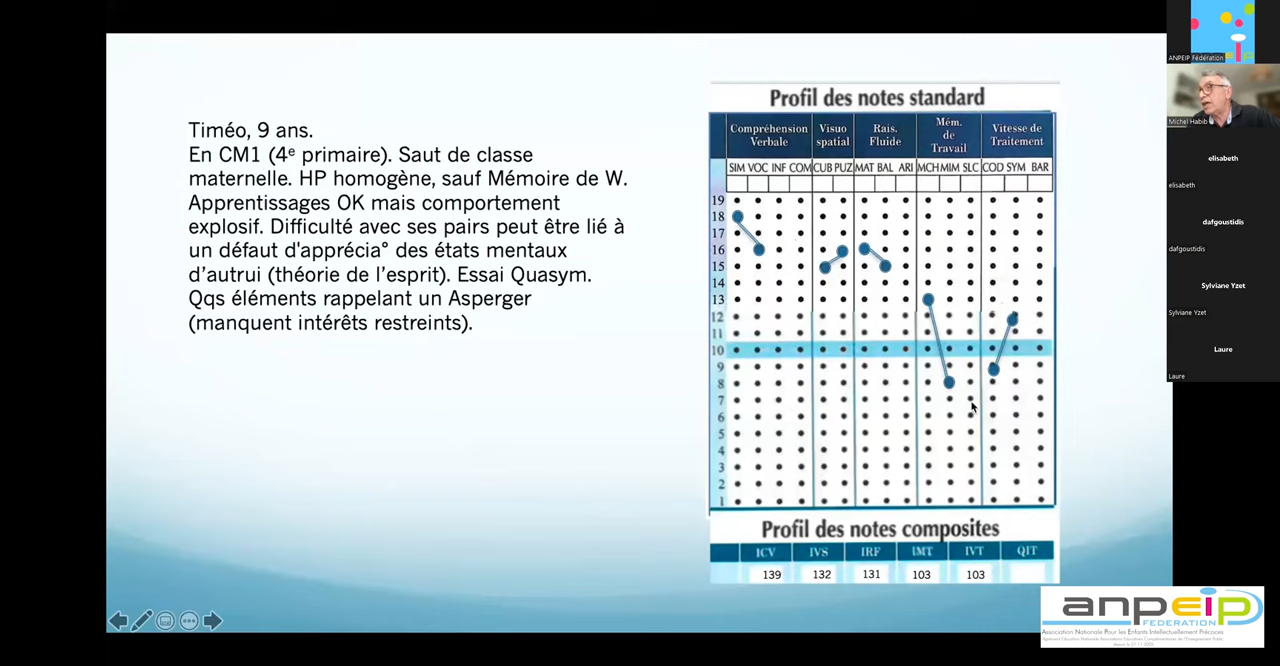 Timéo, 9 ans.
En CM1 (4e primaire). Saut de classe
maternelle. HP homogène, sauf Mémoire de W.
Apprentissages OK mais comportement
explosif. Difficulté avec ses pairs peut être lié à
un défaut d'apprécia° des états mentaux
d'autrui (théorie de l'esprit). Essai Quasym.
Qqs éléments rappelant un Asperger
(manquent intérêts restreints).
Profil des notes standard
Compréhension Verbale
Visuo spatial
Rais. Fluide
Mém. de Travail
Vitesse de Traitement
SIM VOC INF COM CUB PUZ MAT BAL ARI MCH MIM SLC COD SYM BAR
19
18
17
16
15
14
13
12
11
10
9
8
7
6
5
4
3
2
1
Profil des notes composites
ICV IVS IRF IMT IVT QIT
139 132 131 103 103
ANPEIP Fédération
Michel Habib
elisabeth
elisabeth
dafgoustidis
dafgoustidis
Sylviane Yzet
Sylviane Yzet
Laure
Laure
anpeip
FEDERATION
Association Nationale Pour les Enfants Intellectuellement Précoces